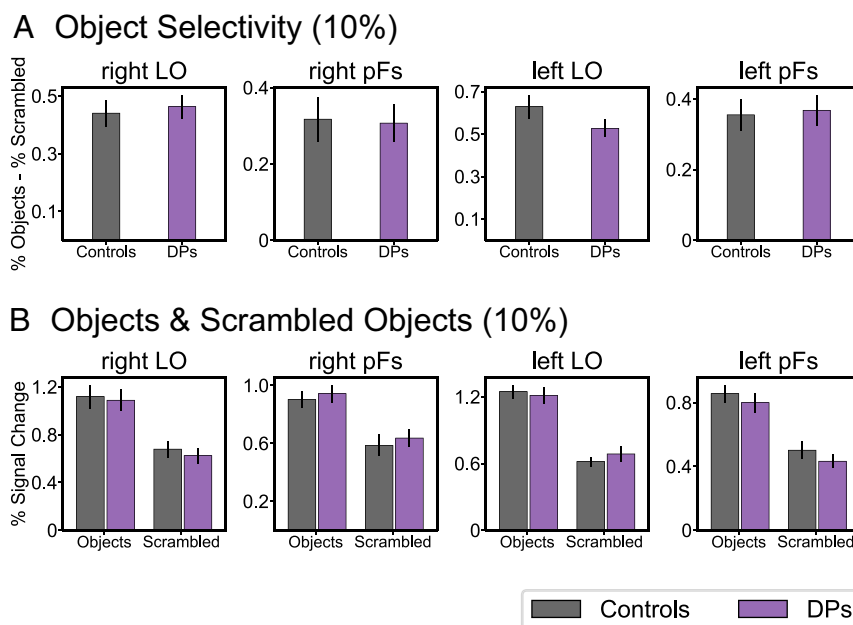 A Object Selectivity (10%)
right LO
right pFs
left LO
left pFs
% Objects - % Scrambled
0.5
0.3
0.1
Controls DPs
0.4
0.2
0
Controls DPs
0.7
0.5
0.3
0.1
Controls DPs
0.4
0.2
0
Controls DPs
B Objects & Scrambled Objects (10%)
right LO
right pFs
left LO
left pFs
% Signal Change
1.2
0.6
0
Objects Scrambled
1.0
0.6
0.2
Objects Scrambled
1.2
0.6
0
Objects Scrambled
0.8
0.4
0
Objects Scrambled
Controls DPs